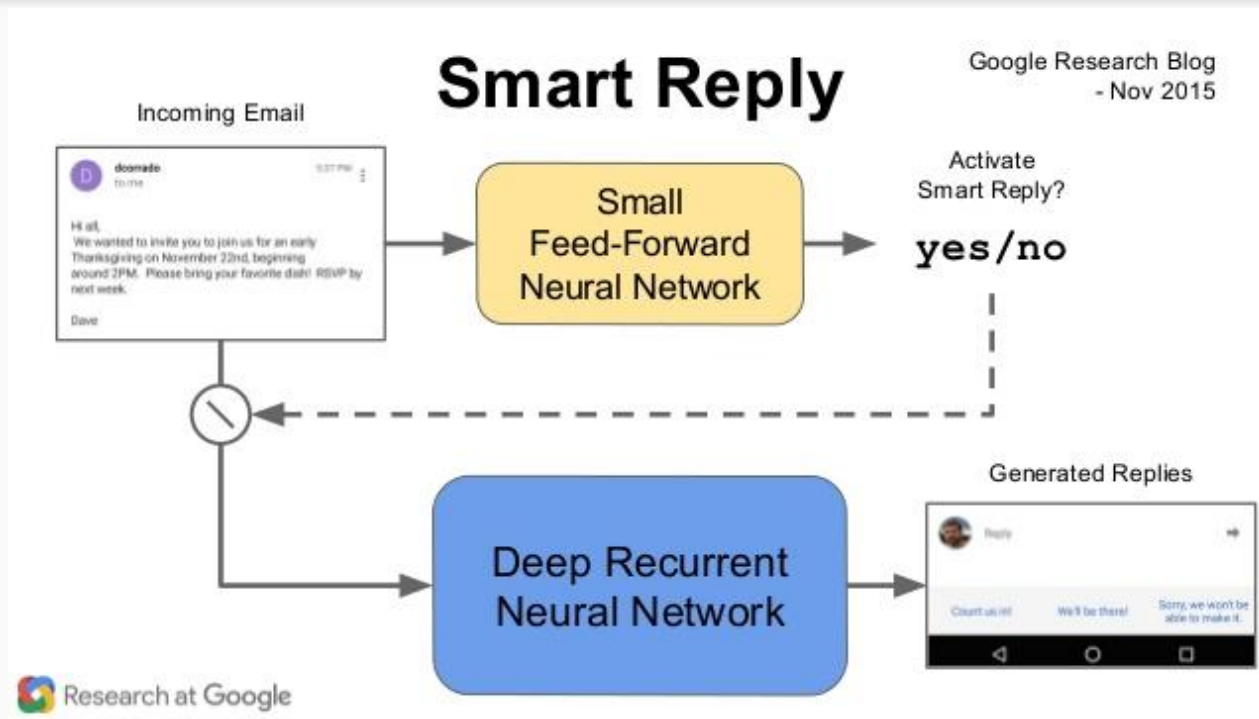 Smart Reply
Google Research Blog
- Nov 2015
Incoming Email
D
dcorrado
to me
5:37 PM
Hi all,
We wanted to invite you to join us for an early
Thanksgiving on November 22nd, beginning
around 2PM. Please bring your favorite dish! RSVP by
next week.
Dave
Small
Feed-Forward
Neural Network
Activate
Smart Reply?
yes/no
Deep Recurrent
Neural Network
Generated Replies
Reply
Count us in!
We'll be there!
Sorry, we won't be
able to make it.
Research at Google